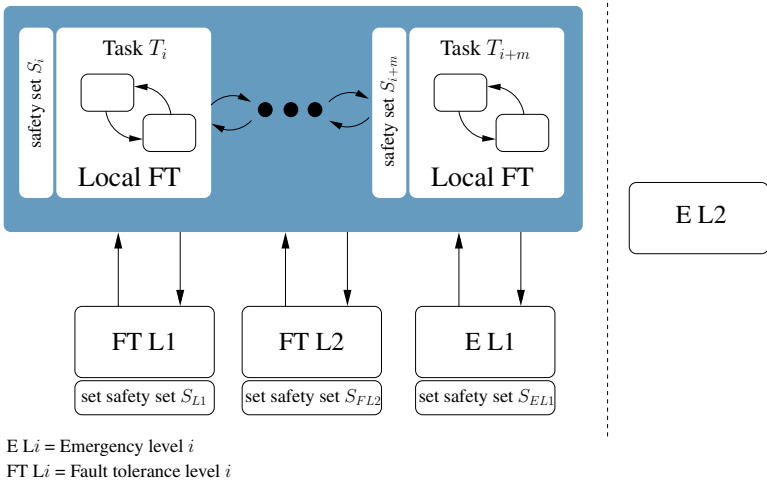 safety set S_i
Task T_i
Local FT
safety set S_{i+m}
Task T_{i+m}
Local FT
E L2
FT L1
FT L2
E L1
set safety set S_{L1}
set safety set S_{FL2}
set safety set S_{EL1}
E Li = Emergency level i
FT Li = Fault tolerance level i